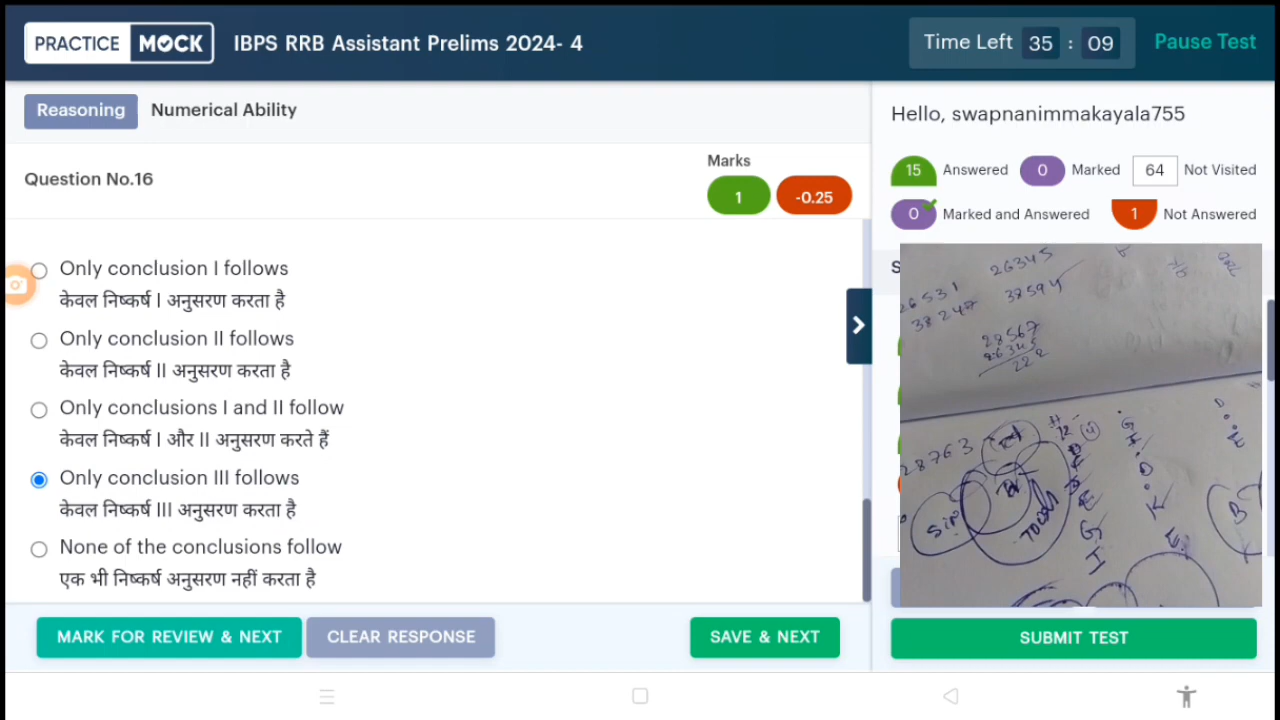 PRACTICE MOCK IBPS RRB Assistant Prelims 2024- 4 Time Left 35 : 09 Pause Test
Reasoning Numerical Ability
Hello, swapnanimmakayala755
Question No.16
Marks
1 -0.25
15 Answered 0 Marked 64 Not Visited
0 Marked and Answered 1 Not Answered
Only conclusion I follows
केवल निष्कर्ष I अनुसरण करता है
Only conclusion II follows
केवल निष्कर्ष II अनुसरण करता है
Only conclusions I and II follow
केवल निष्कर्ष I और II अनुसरण करते हैं
Only conclusion III follows
केवल निष्कर्ष III अनुसरण करता है
None of the conclusions follow
एक भी निष्कर्ष अनुसरण नहीं करता है
MARK FOR REVIEW & NEXT CLEAR RESPONSE SAVE & NEXT
SUBMIT TEST
26345
38594
26531
38247
28567
26345
222
28763